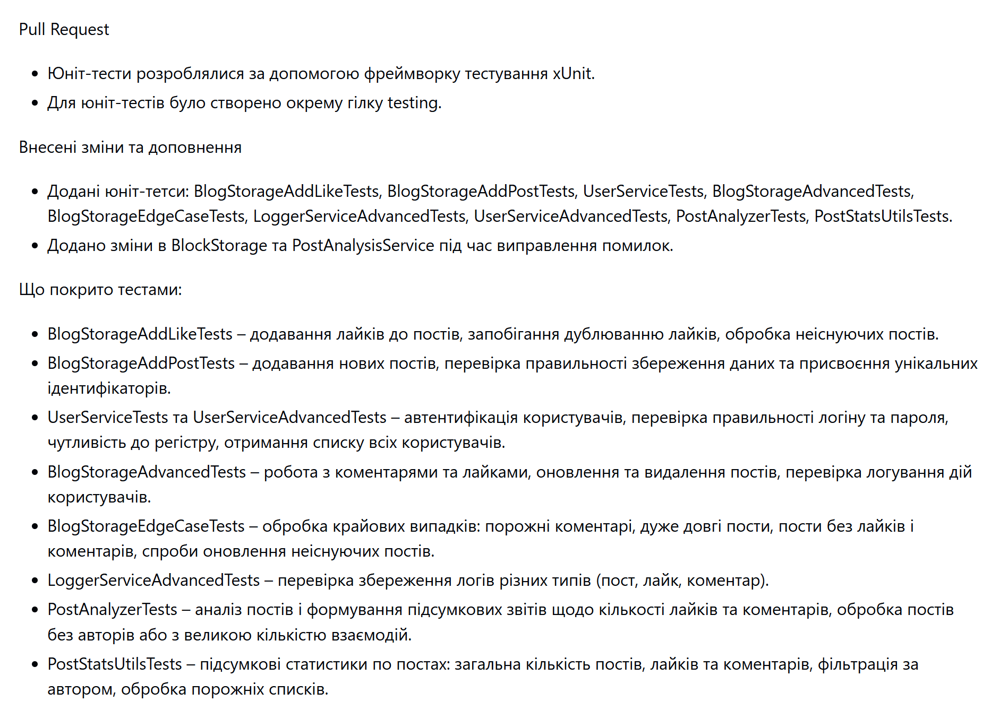 Pull Request
• Юніт-тести розроблялися за допомогою фреймворку тестування xUnit.
• Для юніт-тестів було створено окрему гілку testing.
Внесені зміни та доповнення
• Додані юніт-тетси: BlogStorageAddLikeTests, BlogStorageAddPostTests, UserServiceTests, BlogStorageAdvancedTests,
BlogStorageEdgeCaseTests, LoggerServiceAdvancedTests, UserServiceAdvancedTests, PostAnalyzerTests, PostStatsUtilsTests.
• Додано зміни в BlockStorage та PostAnalysisService під час виправлення помилок.
Що покрито тестами:
• BlogStorageAddLikeTests – додавання лайків до постів, запобігання дублюванню лайків, обробка неіснуючих постів.
• BlogStorageAddPostTests – додавання нових постів, перевірка правильності збереження даних та присвоєння унікальних
ідентифікаторів.
• UserServiceTests та UserServiceAdvancedTests – автентифікація користувачів, перевірка правильності логіну та пароля,
чутливість до регістру, отримання списку всіх користувачів.
• BlogStorageAdvancedTests – робота з коментарями та лайками, оновлення та видалення постів, перевірка логування дій
користувачів.
• BlogStorageEdgeCaseTests – обробка крайових випадків: порожні коментарі, дуже довгі пости, пости без лайків і
коментарів, спроби оновлення неіснуючих постів.
• LoggerServiceAdvancedTests – перевірка збереження логів різних типів (пост, лайк, коментар).
• PostAnalyzerTests – аналіз постів і формування підсумкових звітів щодо кількості лайків та коментарів, обробка постів
без авторів або з великою кількістю взаємодій.
• PostStatsUtilsTests – підсумкові статистики по постах: загальна кількість постів, лайків та коментарів, фільтрація за
автором, обробка порожніх списків.